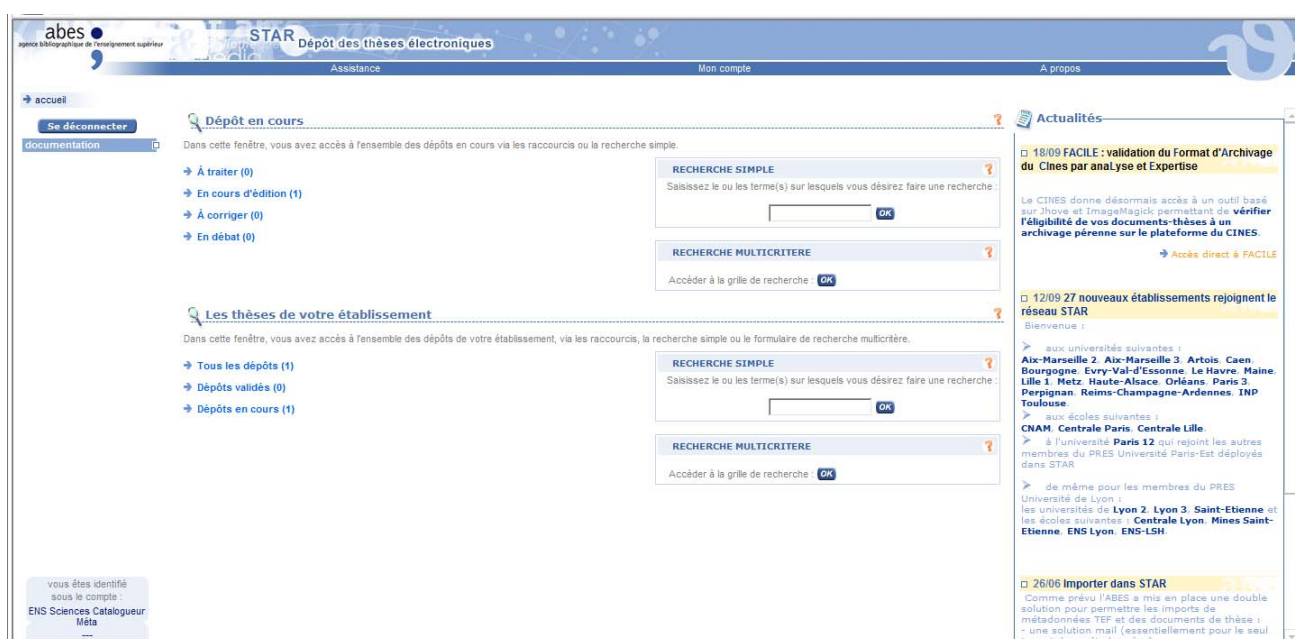 abes
agence bibliographique de l'enseignement supérieur
STAR Dépôt des thèses électroniques
Assistance
Mon compte
A propos
accueil
Se déconnecter
documentation
Dépôt en cours
Dans cette fenêtre, vous avez accès à l'ensemble des dépôts en cours via les raccourcis ou la recherche simple.
À traiter (0)
En cours d'édition (1)
À corriger (0)
En débat (0)
RECHERCHE SIMPLE
Saisissez le ou les terme(s) sur lesquels vous désirez faire une recherche :
OK
RECHERCHE MULTICRITERE
Accéder à la grille de recherche : OK
Les thèses de votre établissement
Dans cette fenêtre, vous avez accès à l'ensemble des dépôts de votre établissement, via les raccourcis, la recherche simple ou le formulaire de recherche multicritère.
Tous les dépôts (1)
Dépôts validés (0)
Dépôts en cours (1)
RECHERCHE SIMPLE
Saisissez le ou les terme(s) sur lesquels vous désirez faire une recherche :
OK
RECHERCHE MULTICRITERE
Accéder à la grille de recherche : OK
vous êtes identifié
sous le compte :
ENS Sciences Catalogueur
Méta
---
Actualités
18/09 FACILE : validation du Format d'Archivage
du CInes par anaLyse et Expertise
Le CINES donne désormais accès à un outil basé
sur Jhove et ImageMagick permettant de vérifier
l'éligibilité de vos documents-thèses à un
archivage pérenne sur le plateforme du CINES.
Accès direct à FACILE
12/09 27 nouveaux établissements rejoignent le
réseau STAR
Bienvenue :
aux universités suivantes :
Aix-Marseille 2, Aix-Marseille 3, Artois, Caen,
Bourgogne, Evry-Val-d'Essonne, Le Havre, Maine,
Lille 1, Metz, Haute-Alsace, Orléans, Paris 3,
Perpignan, Reims-Champagne-Ardennes, INP
Toulouse.
aux écoles suivantes :
CNAM, Centrale Paris, Centrale Lille.
à l'université Paris 12 qui rejoint les autres
membres du PRES Université Paris-Est déployés
dans STAR
de même pour les membres du PRES
Université de Lyon :
les universités de Lyon 2, Lyon 3, Saint-Etienne et
les écoles suivantes : Centrale Lyon, Mines Saint-
Etienne, ENS Lyon, ENS-LSH.
26/06 Importer dans STAR
Comme prévu l'ABES a mis en place une double
solution pour permettre les imports de
métadonnées TEF et des documents de thèse :
- une solution mail (essentiellement pour le seul